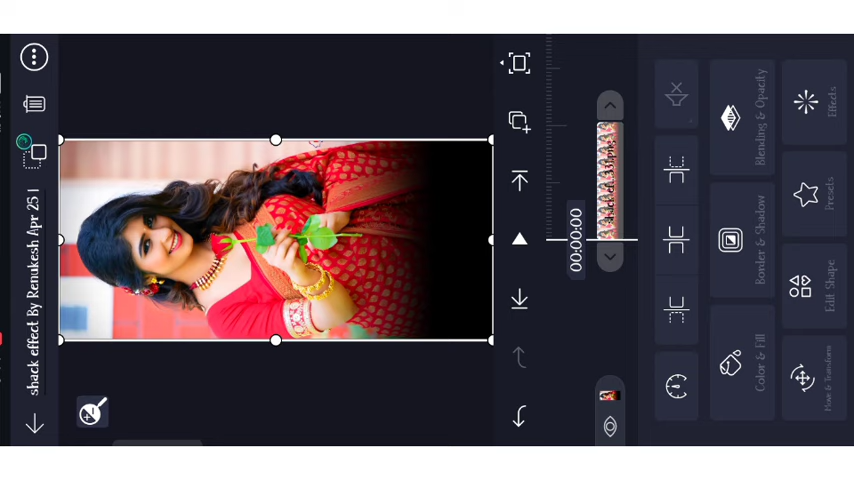 shack effect By Renukesh Apr 25 |
00:00:00
Blending & Opacity
Border & Shadow
Color & Fill
Effects
Presets
Edit Shape
Move & Transform